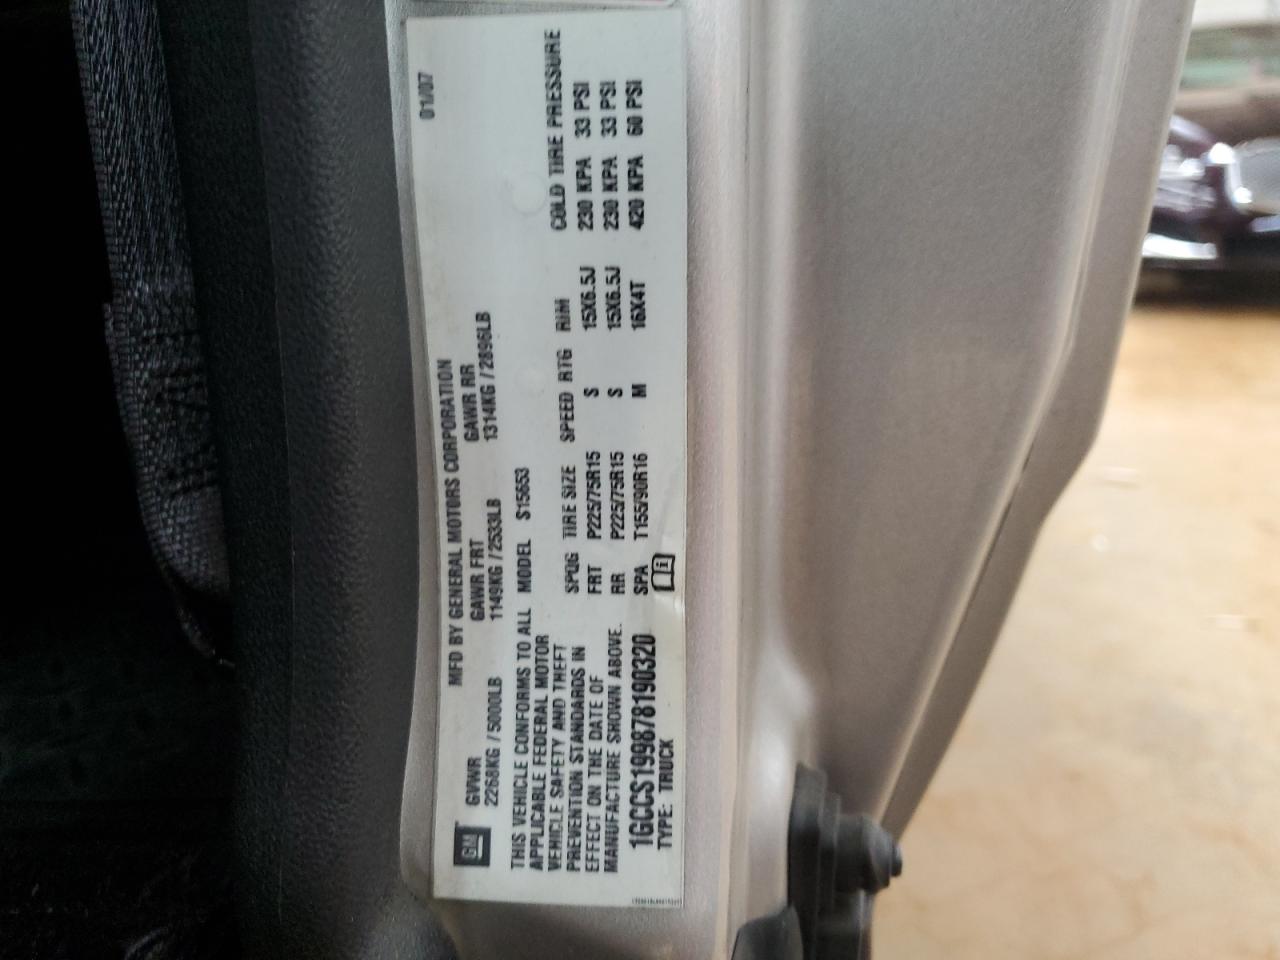 01/07
MFD BY GENERAL MOTORS CORPORATION
GM GVWR GAWR FRT GAWR RR
2268KG / 5000LB 1149KG / 2533LB 1314KG / 2896LB
THIS VEHICLE CONFORMS TO ALL MODEL S15653
APPLICABLE FEDERAL MOTOR
VEHICLE SAFETY AND THEFT
PREVENTION STANDARDS IN
EFFECT ON THE DATE OF
MANUFACTURE SHOWN ABOVE.
SPDG TIRE SIZE SPEED RTG RIM COLD TIRE PRESSURE
FRT P225/75R15 S 15X6.5J 230 KPA 33 PSI
RR P225/75R15 S 15X6.5J 230 KPA 33 PSI
SPA T155/90R16 M 16X4T 420 KPA 60 PSI
1GCCS199878190320
TYPE: TRUCK